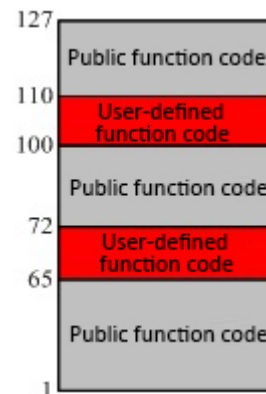 127
Public function code
110
User-defined
function code
100
Public function code
72
User-defined
function code
65
Public function code
1